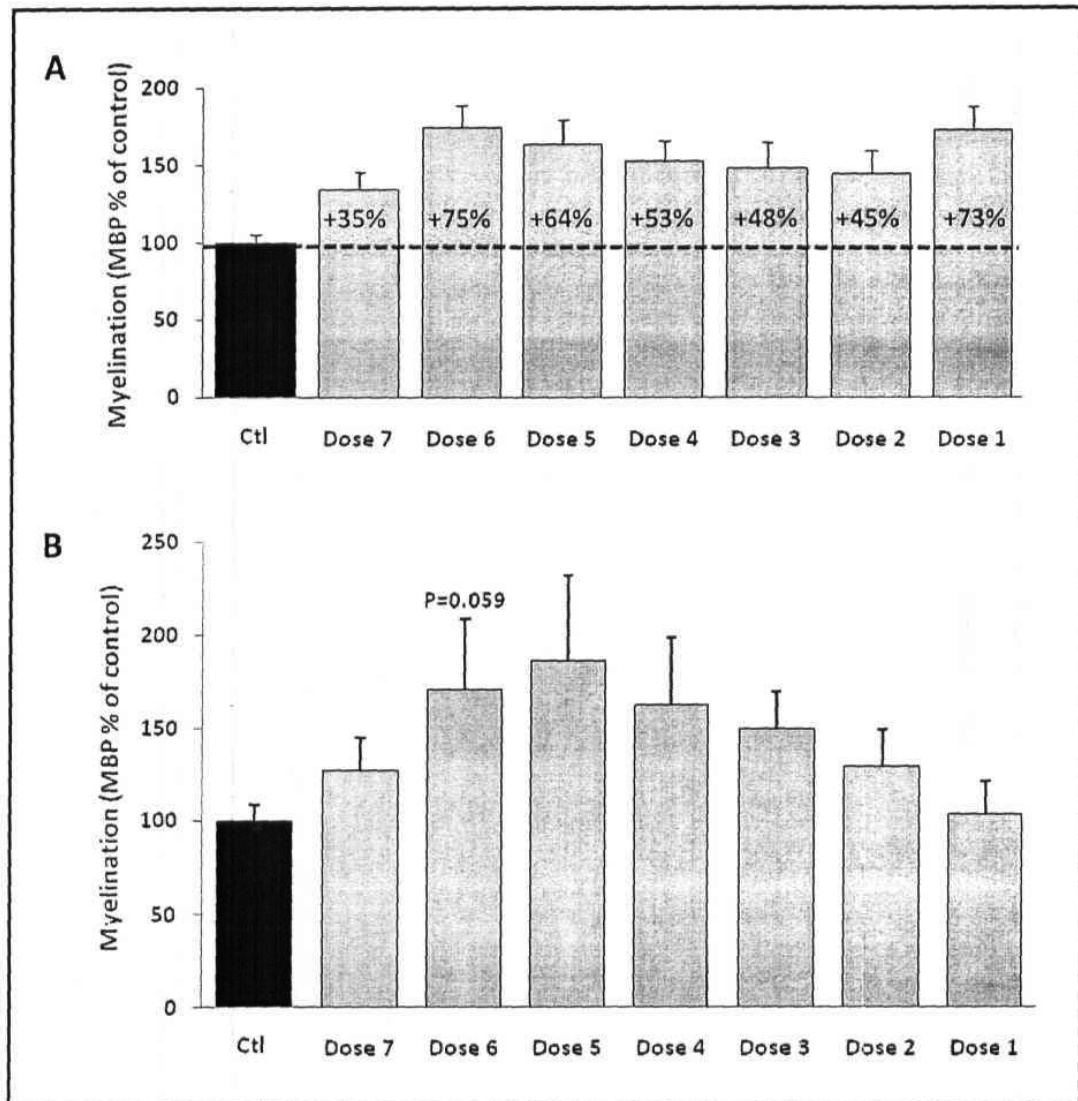 A
Myelination (MBP % of control)
200
150
100
50
0
+35% +75% +64% +53% +48% +45% +73%
Ctl Dose 7 Dose 6 Dose 5 Dose 4 Dose 3 Dose 2 Dose 1
B
Myelination (MBP % of control)
250
200
150
100
50
0
P=0.059
Ctl Dose 7 Dose 6 Dose 5 Dose 4 Dose 3 Dose 2 Dose 1